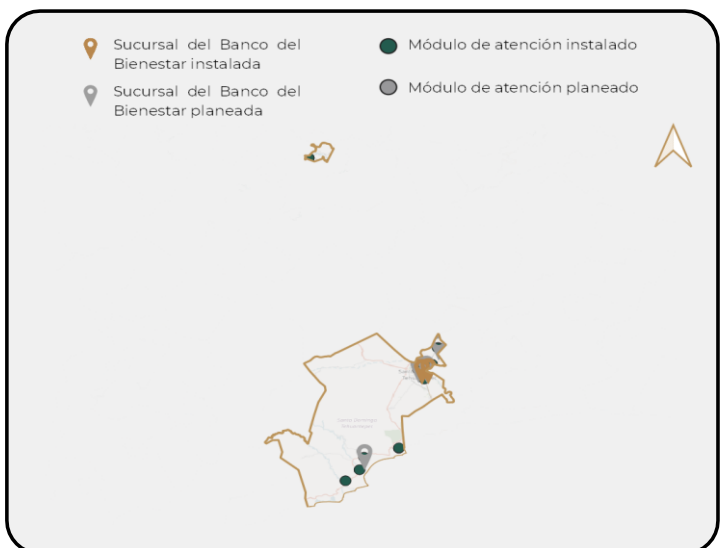 Sucursal del Banco del
Bienestar instalada
Sucursal del Banco del
Bienestar planeada
Módulo de atención instalado
Módulo de atención planeado